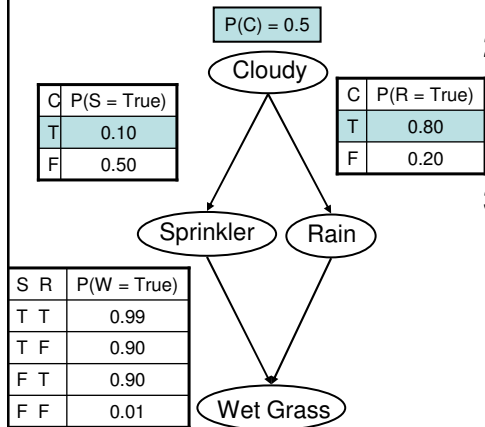 P(C) = 0.5
Cloudy
C P(S = True)
T 0.10
F 0.50
C P(R = True)
T 0.80
F 0.20
Sprinkler
Rain
S R P(W = True)
T T 0.99
T F 0.90
F T 0.90
F F 0.01
Wet Grass